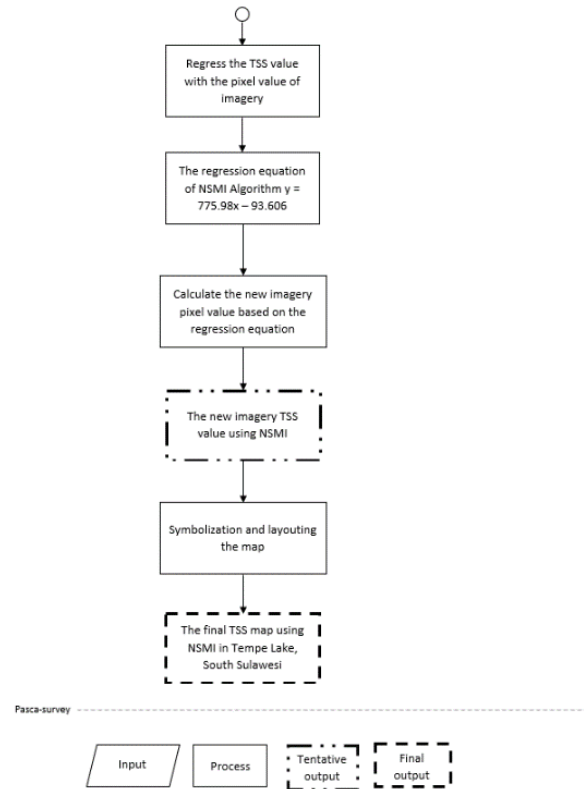 Regress the TSS value
with the pixel value of
imagery
The regression equation
of NSMI Algorithm y =
775.98x – 93.606
Calculate the new imagery
pixel value based on the
regression equation
The new imagery TSS
value using NSMI
Symbolization and layouting
the map
The final TSS map using
NSMI in Tempe Lake,
South Sulawesi
Pasca-survey
Input
Process
Tentative
output
Final
output